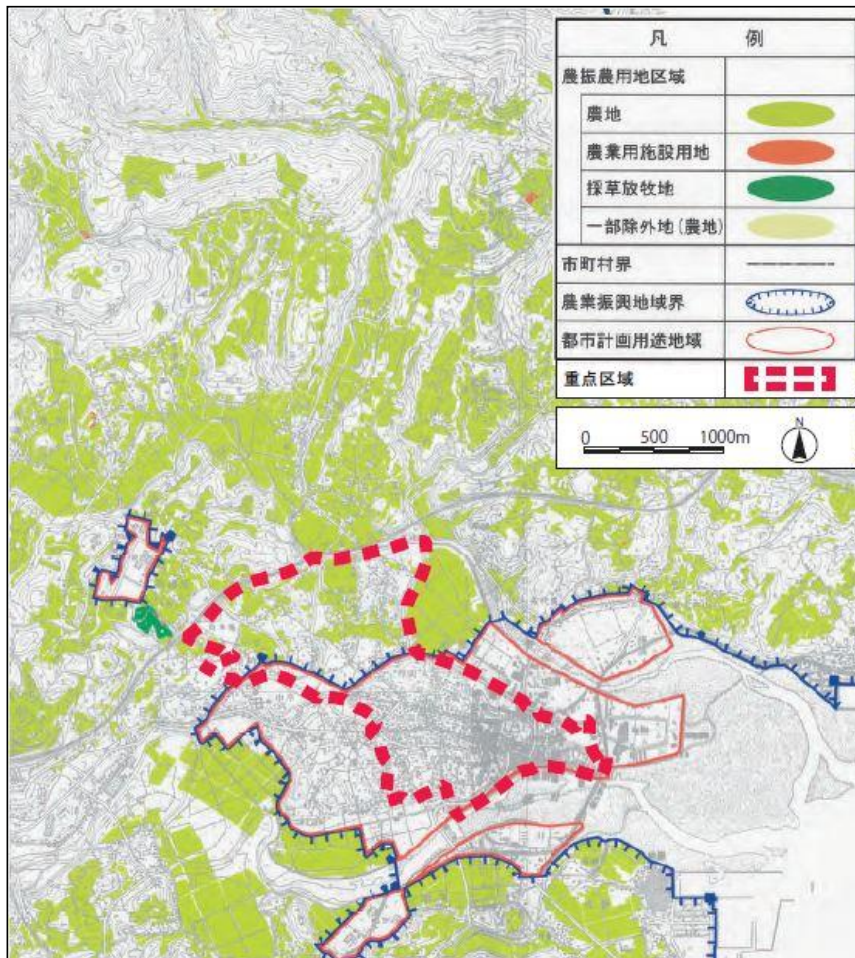 凡 例
農振農用地区域
農地
農業用施設用地
採草放牧地
一部除外地(農地)
市町村界
農業振興地域界
都市計画用途地域
重点区域
0 500 1000m
N